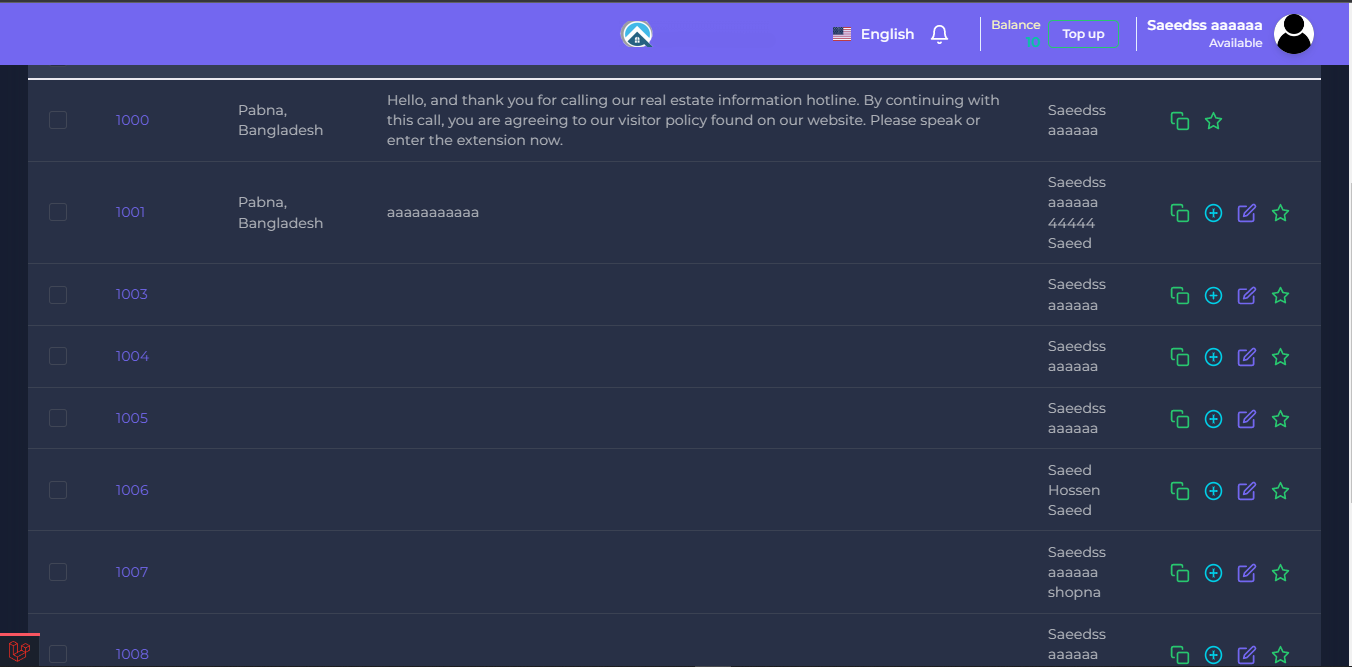 English
Balance
10
Top up
Saeedss aaaaaa
Available
1000
Pabna,
Bangladesh
Hello, and thank you for calling our real estate information hotline. By continuing with
this call, you are agreeing to our visitor policy found on our website. Please speak or
enter the extension now.
Saeedss
aaaaaa
1001
Pabna,
Bangladesh
aaaaaaaaaaa
Saeedss
aaaaaa
44444
Saeed
1003
Saeedss
aaaaaa
1004
Saeedss
aaaaaa
1005
Saeedss
aaaaaa
1006
Saeed
Hossen
Saeed
1007
Saeedss
aaaaaa
shopna
1008
Saeedss
aaaaaa